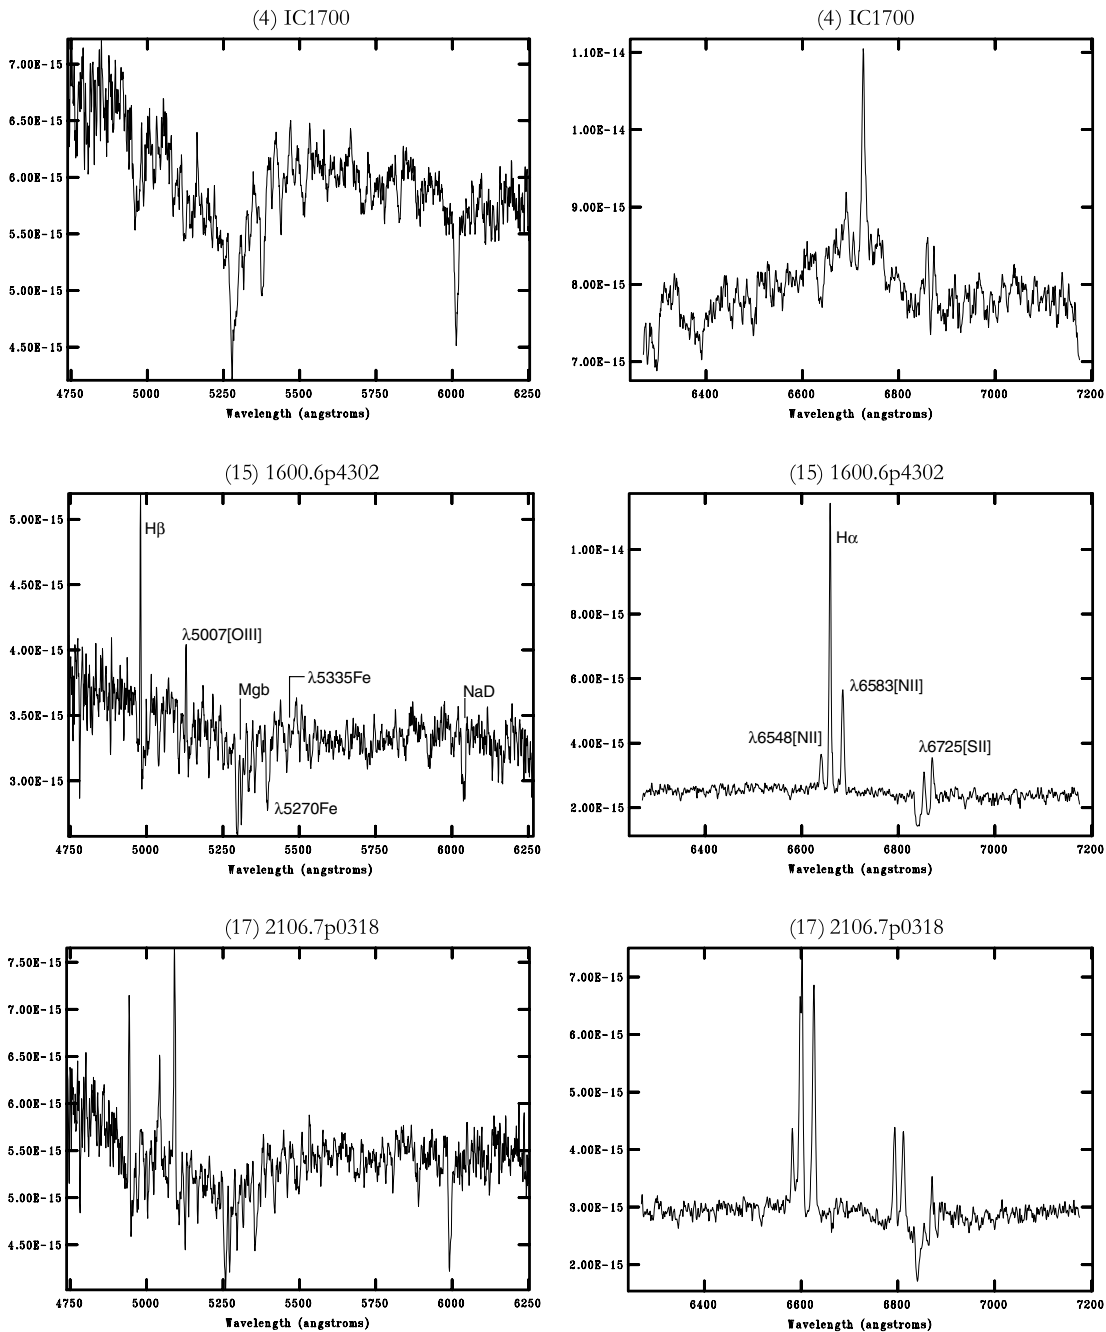 (4) IC1700
7.00E-15
6.50E-15
6.00E-15
5.50E-15
5.00E-15
4.50E-15
4750 5000 5250 5500 5750 6000 6250
Wavelength (angstroms)
(4) IC1700
1.10E-14
1.00E-14
9.00E-15
8.00E-15
7.00E-15
6400 6600 6800 7000 7200
Wavelength (angstroms)
(15) 1600.6p4302
5.00E-15
4.50E-15
4.00E-15
3.50E-15
3.00E-15
Hβ
λ5007[OIII]
Mgb
λ5335Fe
NaD
λ5270Fe
4750 5000 5250 5500 5750 6000 6250
Wavelength (angstroms)
(15) 1600.6p4302
1.00E-14
8.00E-15
6.00E-15
4.00E-15
2.00E-15
Hα
λ6583[NII]
λ6548[NII]
λ6725[SII]
6400 6600 6800 7000 7200
Wavelength (angstroms)
(17) 2106.7p0318
7.50E-15
7.00E-15
6.50E-15
6.00E-15
5.50E-15
5.00E-15
4.50E-15
4750 5000 5250 5500 5750 6000 6250
Wavelength (angstroms)
(17) 2106.7p0318
7.00E-15
6.00E-15
5.00E-15
4.00E-15
3.00E-15
2.00E-15
6400 6600 6800 7000 7200
Wavelength (angstroms)